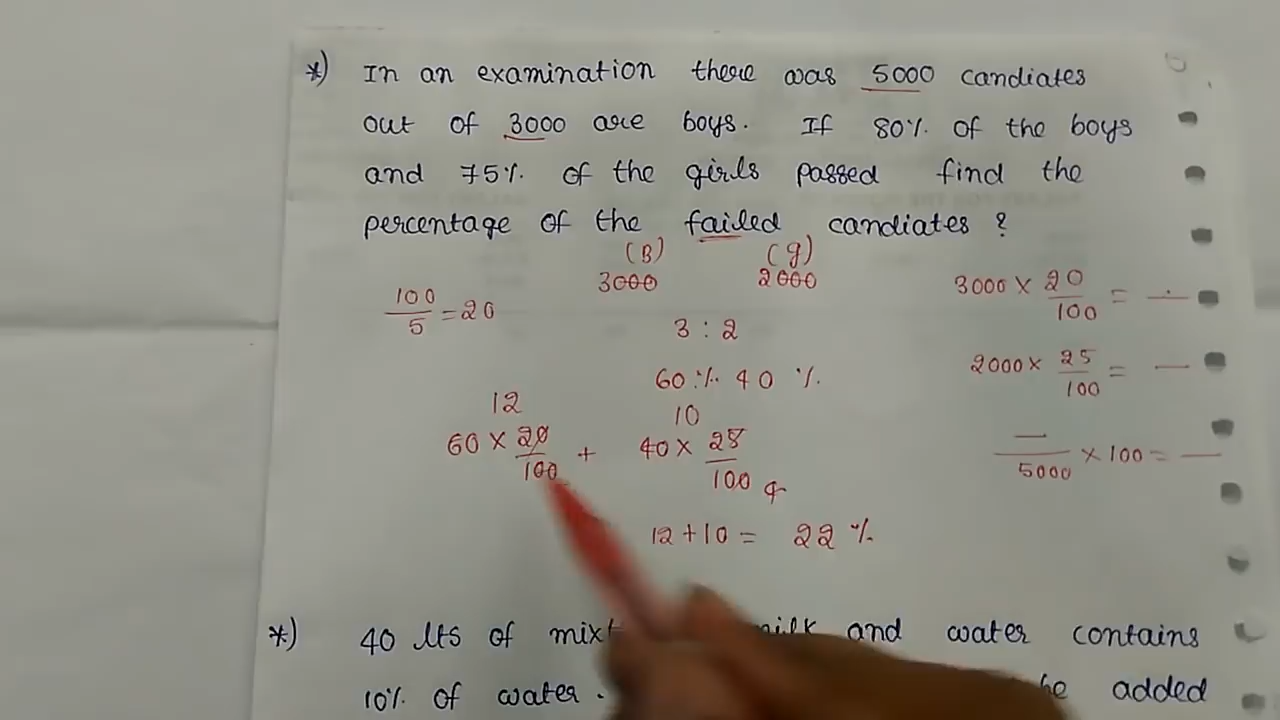 *) In an examination there was 5000 candiates
out of 3000 are boys. If 80% of the boys
and 75% of the girls passed find the
percentage of the failed candiates ?
(B) (g)
3000 2000
100/5 = 20
3 : 2
60 % 40 %
12 10
60 × 20/100 + 40 × 25/100 4
12 + 10 = 22 %
3000 × 20/100 = —
2000 × 25/100 = —
—/5000 × 100 = —
*) 40 lts of milk and water contains
10% of water. added